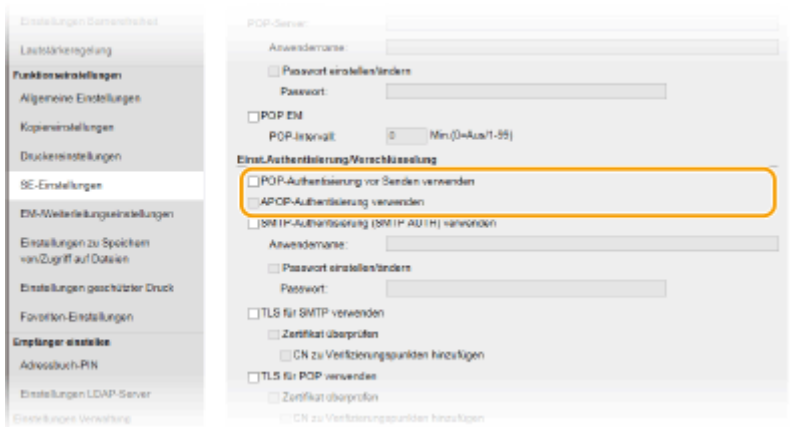 Einstellungen Barrierefreiheit
Lautstärkeregelung
Funktionseinstellungen
Allgemeine Einstellungen
Kopiereinstellungen
Druckereinstellungen
SE-Einstellungen
EM-/Weiterleitungseinstellungen
Einstellungen zu Speichern
von/Zugriff auf Dateien
Einstellungen geschützter Druck
Favoriten-Einstellungen
Empfänger einstellen
Adressbuch-PIN
Einstellungen LDAP-Server
Einstellungen Verwaltung
POP-Server:
Anwendername:
Passwort einstellen/ändern
Passwort:
POP EM
POP-Intervall: 0 Min.(0=Aus/1-99)
Einst.Authentisierung/Verschlüsselung
POP-Authentisierung vor Senden verwenden
APOP-Authentisierung verwenden
SMTP-Authentisierung (SMTP AUTH) verwenden
Anwendername:
Passwort einstellen/ändern
Passwort:
TLS für SMTP verwenden
Zertifikat überprüfen
CN zu Verifizierungspunkten hinzufügen
TLS für POP verwenden
Zertifikat überprüfen
CN zu Verifizierungspunkten hinzufügen